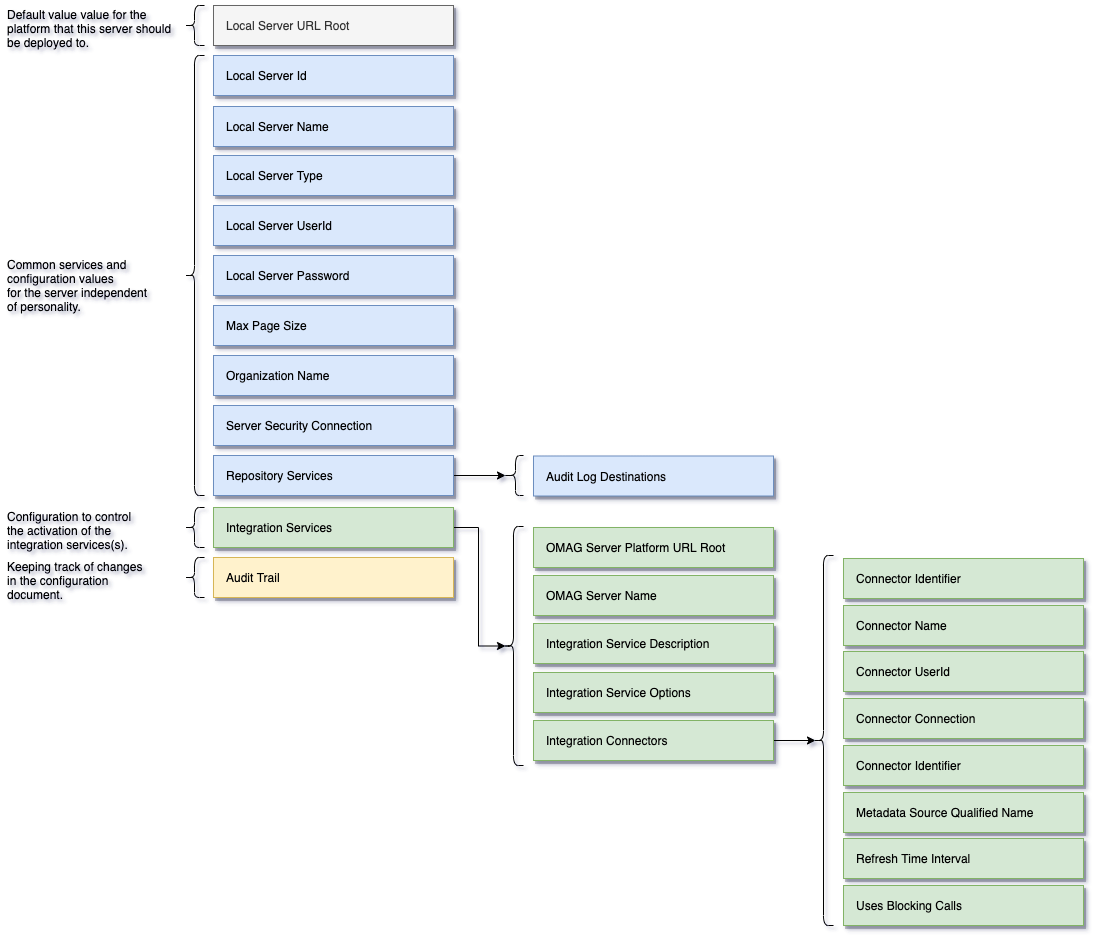 Default value value for the
platform that this server should
be deployed to.
Local Server URL Root
Local Server Id
Local Server Name
Local Server Type
Local Server UserId
Common services and
configuration values
for the server independent
of personality.
Local Server Password
Max Page Size
Organization Name
Server Security Connection
Repository Services
Audit Log Destinations
Configuration to control
the activation of the
integration services(s).
Integration Services
Keeping track of changes
in the configuration
document.
Audit Trail
OMAG Server Platform URL Root
OMAG Server Name
Integration Service Description
Integration Service Options
Integration Connectors
Connector Identifier
Connector Name
Connector UserId
Connector Connection
Connector Identifier
Metadata Source Qualified Name
Refresh Time Interval
Uses Blocking Calls